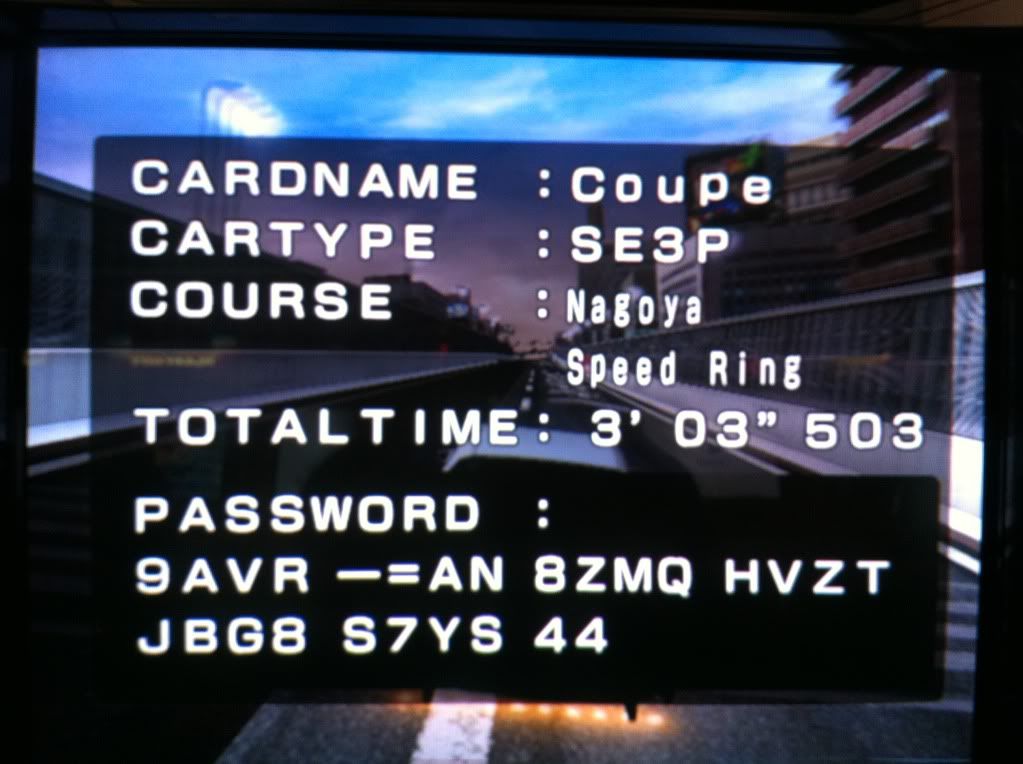 CARDNAME : Coupe
CARTYPE : SE3P
COURSE : Nagoya
Speed Ring
TOTALTIME : 3' 03" 503
PASSWORD :
9AVR —=AN 8ZMQ HVZT
JBG8 S7YS 44